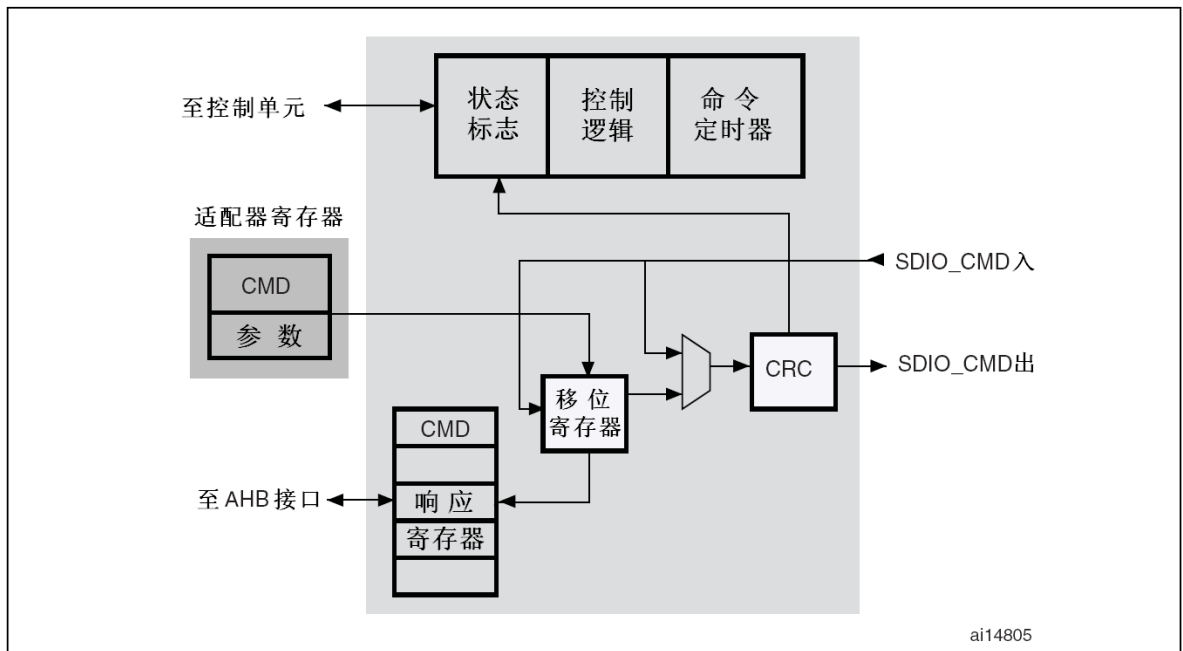 状态
标志
控制
逻辑
命令
定时器
至控制单元
适配器寄存器
CMD
参数
SDIO_CMD入
SDIO_CMD出
CRC
移位
寄存器
CMD
响应
寄存器
至AHB接口
ai14805